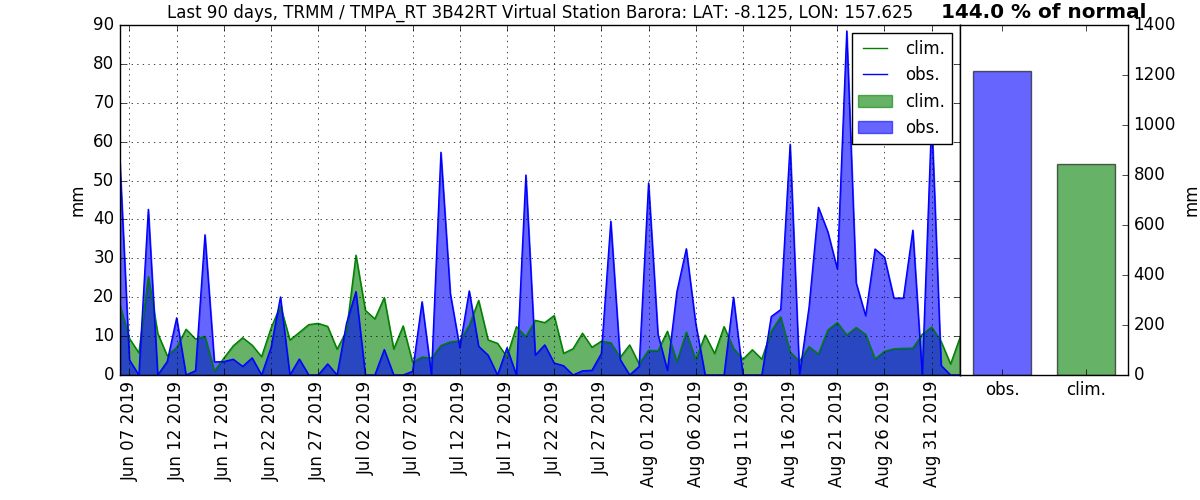 Last 90 days, TRMM / TMPA_RT 3B42RT Virtual Station Barora: LAT: -8.125, LON: 157.625
144.0 % of normal
90
80
70
60
50
40
30
20
10
0
mm
clim.
obs.
clim.
obs.
1400
1200
1000
800
600
400
200
0
mm
Jun 07 2019
Jun 12 2019
Jun 17 2019
Jun 22 2019
Jun 27 2019
Jul 02 2019
Jul 07 2019
Jul 12 2019
Jul 17 2019
Jul 22 2019
Jul 27 2019
Aug 01 2019
Aug 06 2019
Aug 11 2019
Aug 16 2019
Aug 21 2019
Aug 26 2019
Aug 31 2019
obs.
clim.